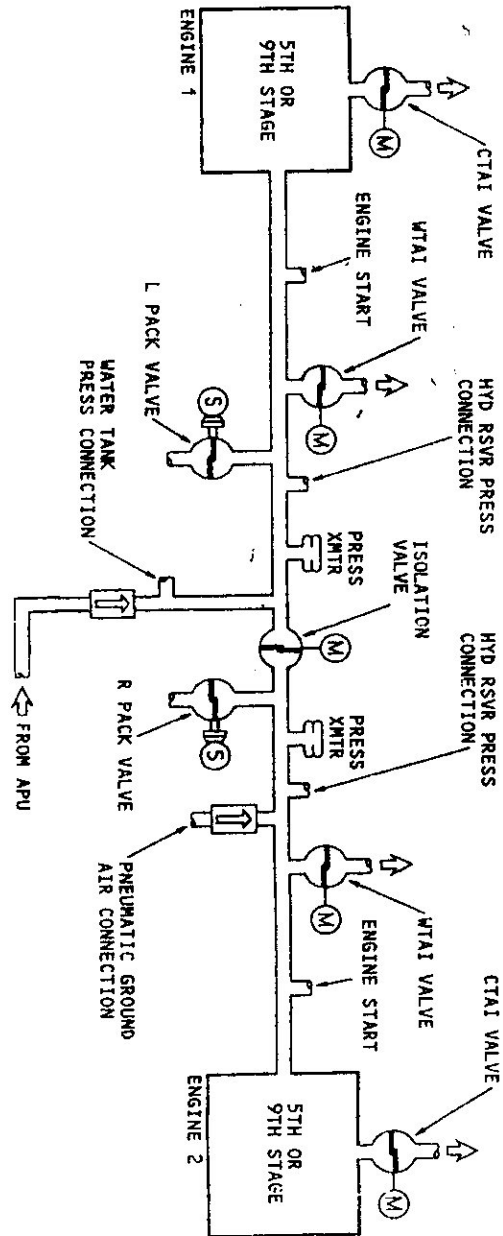 CTAI VALVE
M
5TH OR
9TH STAGE
ENGINE 1
ENGINE START
WTAI VALVE
M
HYD RSVR PRESS
CONNECTION
L PACK VALVE
S
PRESS
XMTR
ISOLATION
VALVE
M
WATER TANK
PRESS CONNECTION
FROM APU
R PACK VALVE
S
PRESS
XMTR
HYD RSVR PRESS
CONNECTION
PNEUMATIC GROUND
AIR CONNECTION
WTAI VALVE
M
ENGINE START
CTAI VALVE
M
5TH OR
9TH STAGE
ENGINE 2